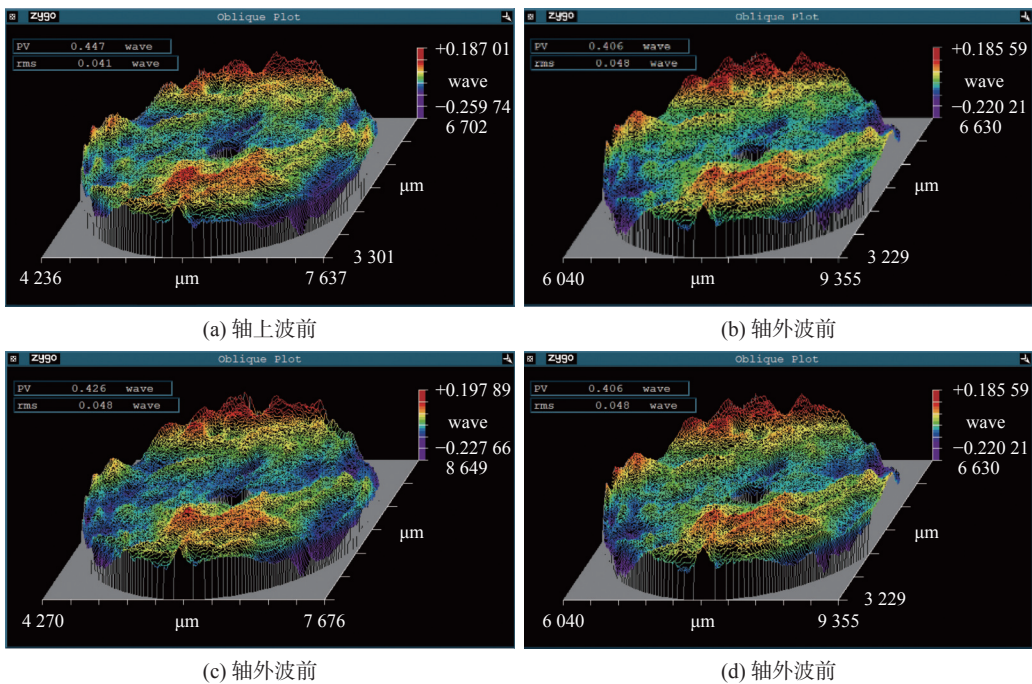 zygo Oblique Plot
PV 0.447 wave
rms 0.041 wave
+0.187 01
wave
−0.259 74
6 702
μm
3 301
4 236 μm 7 637
(a) 轴上波前
zygo Oblique Plot
PV 0.406 wave
rms 0.048 wave
+0.185 59
wave
−0.220 21
6 630
μm
3 229
6 040 μm 9 355
(b) 轴外波前
zygo Oblique Plot
PV 0.426 wave
rms 0.048 wave
+0.197 89
wave
−0.227 66
8 649
μm
4 270 μm 7 676
(c) 轴外波前
zygo Oblique Plot
PV 0.406 wave
rms 0.048 wave
+0.185 59
wave
−0.220 21
6 630
μm
3 229
6 040 μm 9 355
(d) 轴外波前